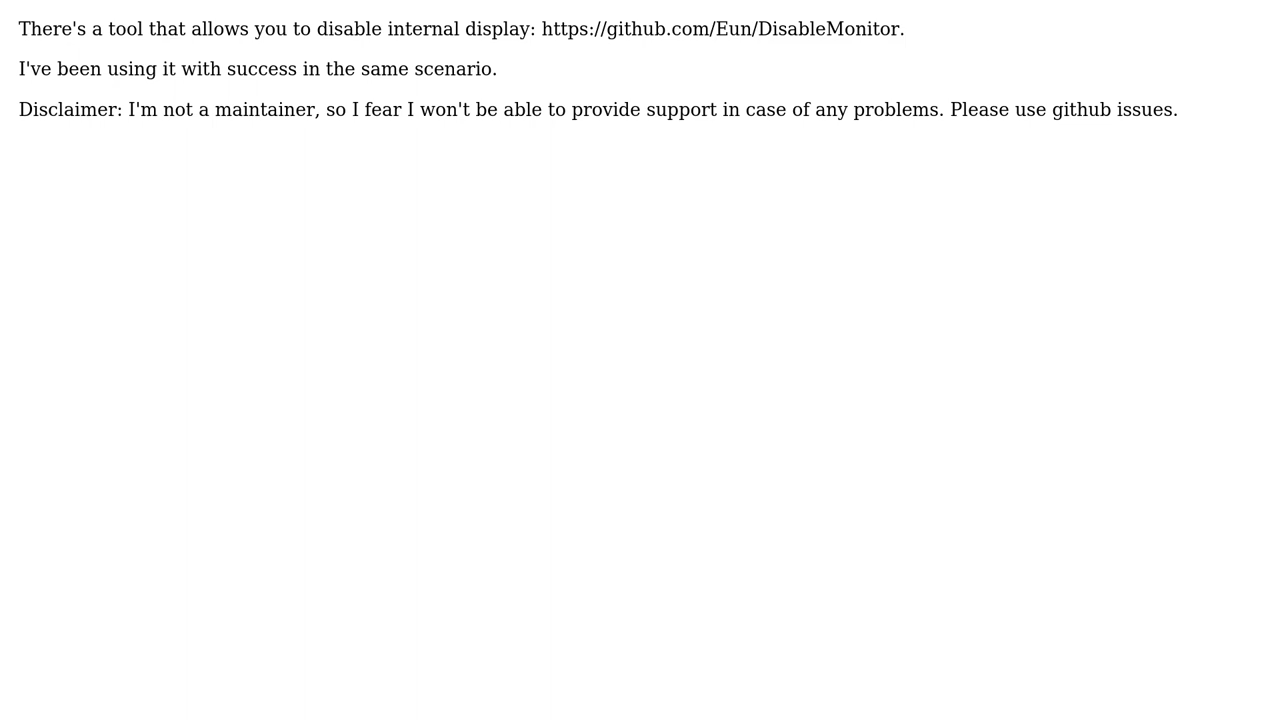 There's a tool that allows you to disable internal display: https://github.com/Eun/DisableMonitor.
I've been using it with success in the same scenario.
Disclaimer: I'm not a maintainer, so I fear I won't be able to provide support in case of any problems. Please use github issues.